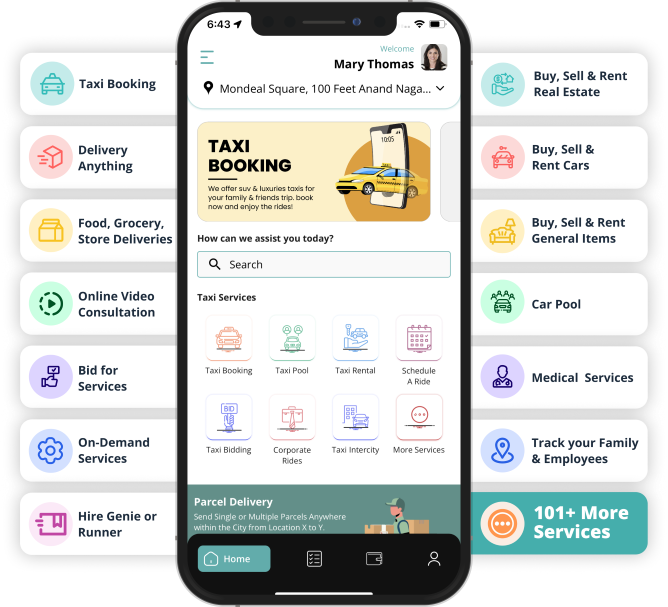 6:43
Welcome
Mary Thomas
Mondeal Square, 100 Feet Anand Naga...
TAXI
BOOKING
We offer suv & luxuries taxis for
your family & friends trip. book
now and enjoy the rides!
10:05
How can we assist you today?
Search
Taxi Services
Taxi Booking
Taxi Pool
Taxi Rental
Schedule
A Ride
BID
Taxi Bidding
Corporate
Rides
Taxi Intercity
More Services
Parcel Delivery
Send Single or Multiple Parcels Anywhere
within the City from Location X to Y.
Home
Taxi Booking
Delivery
Anything
Food, Grocery,
Store Deliveries
Online Video
Consultation
Bid for
Services
On-Demand
Services
Hire Genie or
Runner
Buy, Sell & Rent
Real Estate
Buy, Sell &
Rent Cars
Buy, Sell & Rent
General Items
Car Pool
Medical Services
Track your Family
& Employees
101+ More
Services